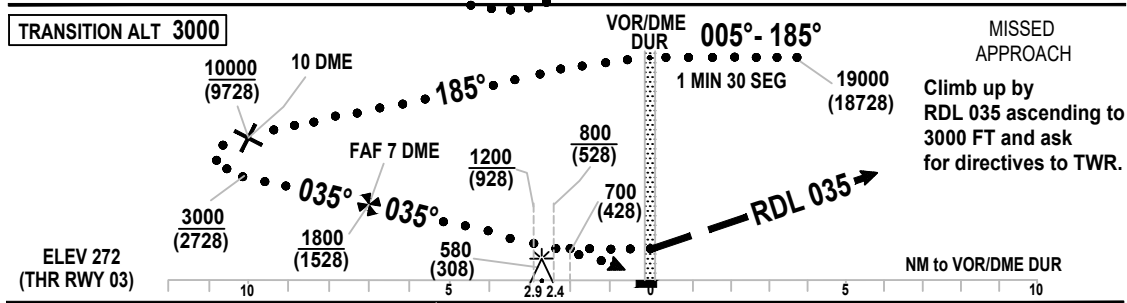 TRANSITION ALT 3000
VOR/DME
DUR
005°- 185°
MISSED
APPROACH
10000
(9728)
10 DME
185°
1 MIN 30 SEG
19000
(18728)
Climb up by
RDL 035 ascending to
3000 FT and ask
for directives to TWR.
FAF 7 DME
1200
(928)
800
(528)
700
(428)
035°
035°
RDL 035
3000
(2728)
1800
(1528)
580
(308)
ELEV 272
(THR RWY 03)
NM to VOR/DME DUR
10 5 2.9 2.4 0 5 10